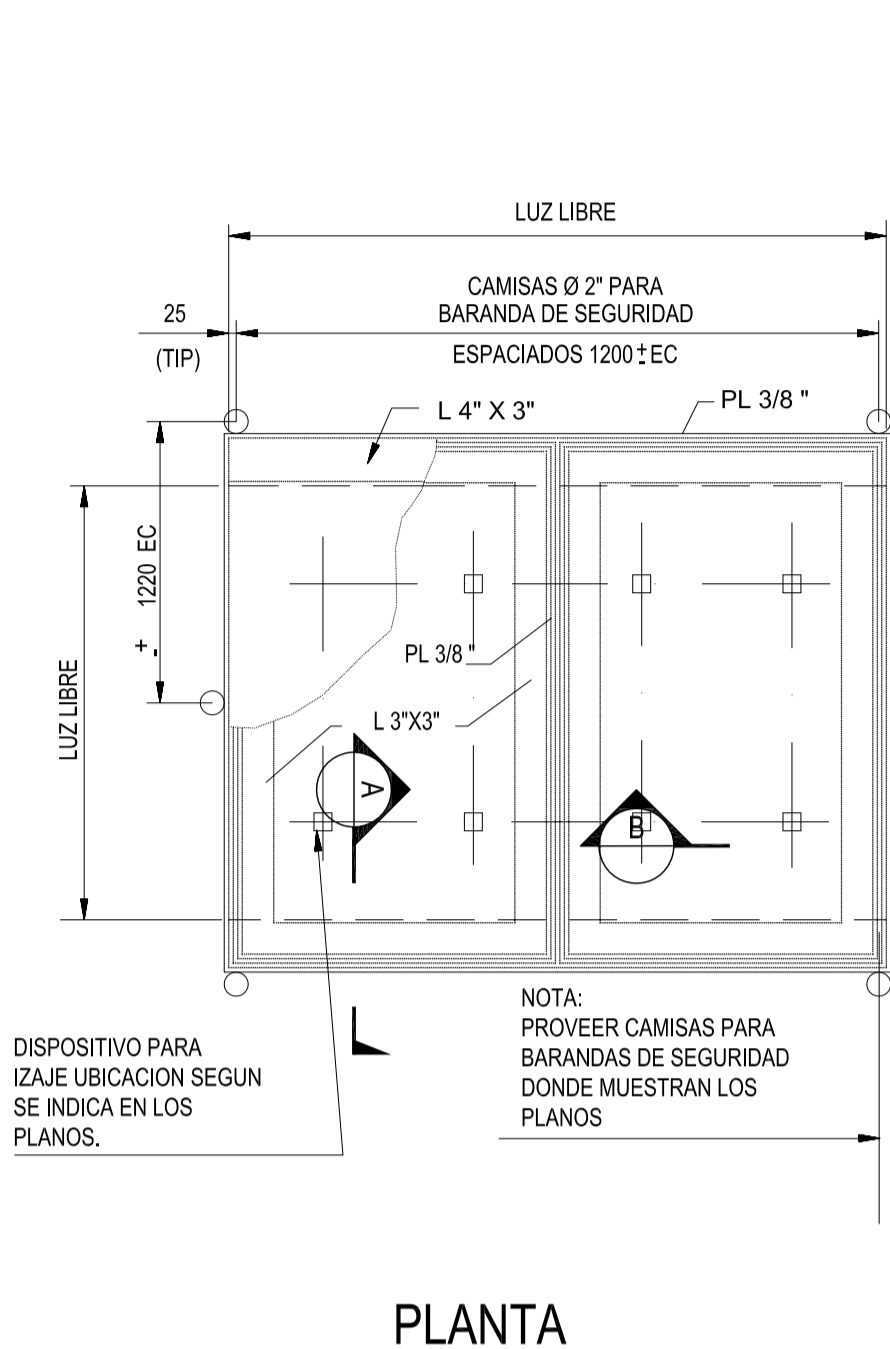 LUZ LIBRE
CAMISAS Ø 2" PARA
BARANDA DE SEGURIDAD
25
(TIP)
ESPACIADOS 1200 ± EC
L 4" X 3"
PL 3/8 "
± 1220 EC
LUZ LIBRE
PL 3/8 "
L 3"X3"
A
B
DISPOSITIVO PARA
IZAJE UBICACION SEGUN
SE INDICA EN LOS
PLANOS.
NOTA:
PROVEER CAMISAS PARA
BARANDAS DE SEGURIDAD
DONDE MUESTRAN LOS
PLANOS
PLANTA